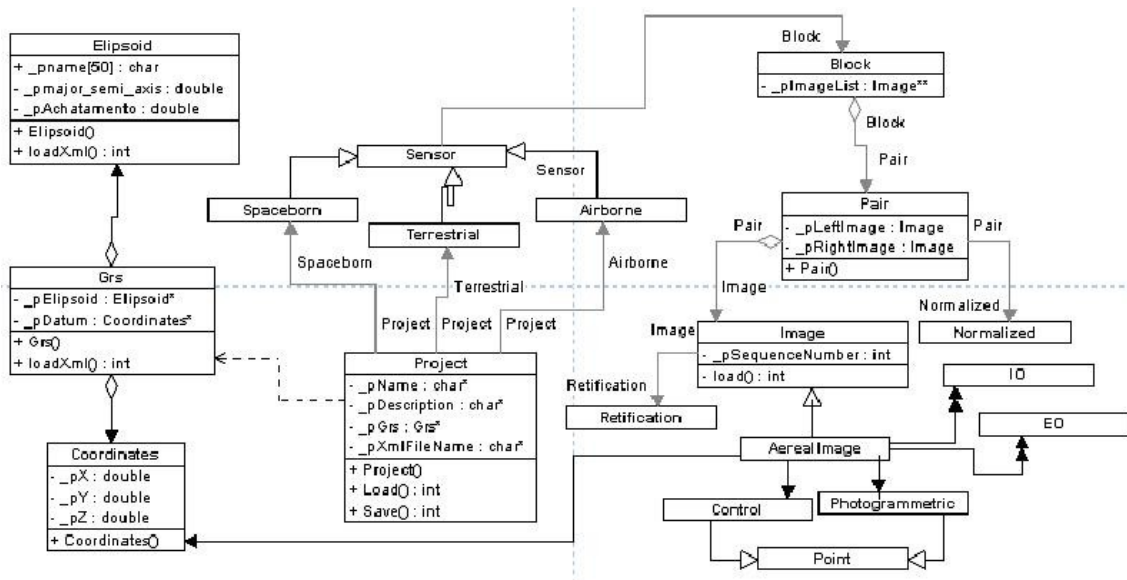 Elipsoid
+ _pname[50] : char
- _pmajor_semi_axis : double
- _pAchatamento : double
+ Elipsoid()
+ loadXml() : int
Block
Block
- _pImageList : Image**
Block
Pair
Sensor
Sensor
Spaceborn
Terrestrial
Airborne
Spaceborn
Terrestrial
Airborne
Pair
- _pLeftImage : Image
- _pRightImage : Image
+ Pair()
Pair
Pair
Image
Normalized
Grs
- _pElipsoid : Elipsoid*
- _pDatum : Coordinates*
+ Grs()
+ loadXml() : int
Project
Project
Project
Project
- _pName : char*
- _pDescription : char*
- _pGrs : Grs*
- _pXmlFileName : char*
+ Project()
+ Load() : int
+ Save() : int
Image
Image
- _pSequenceNumber : int
- load() : int
Normalized
Retification
Retification
IO
EO
AerealImage
Coordinates
- _pX : double
- _pY : double
- _pZ : double
+ Coordinates()
Control
Photogrammetric
Point